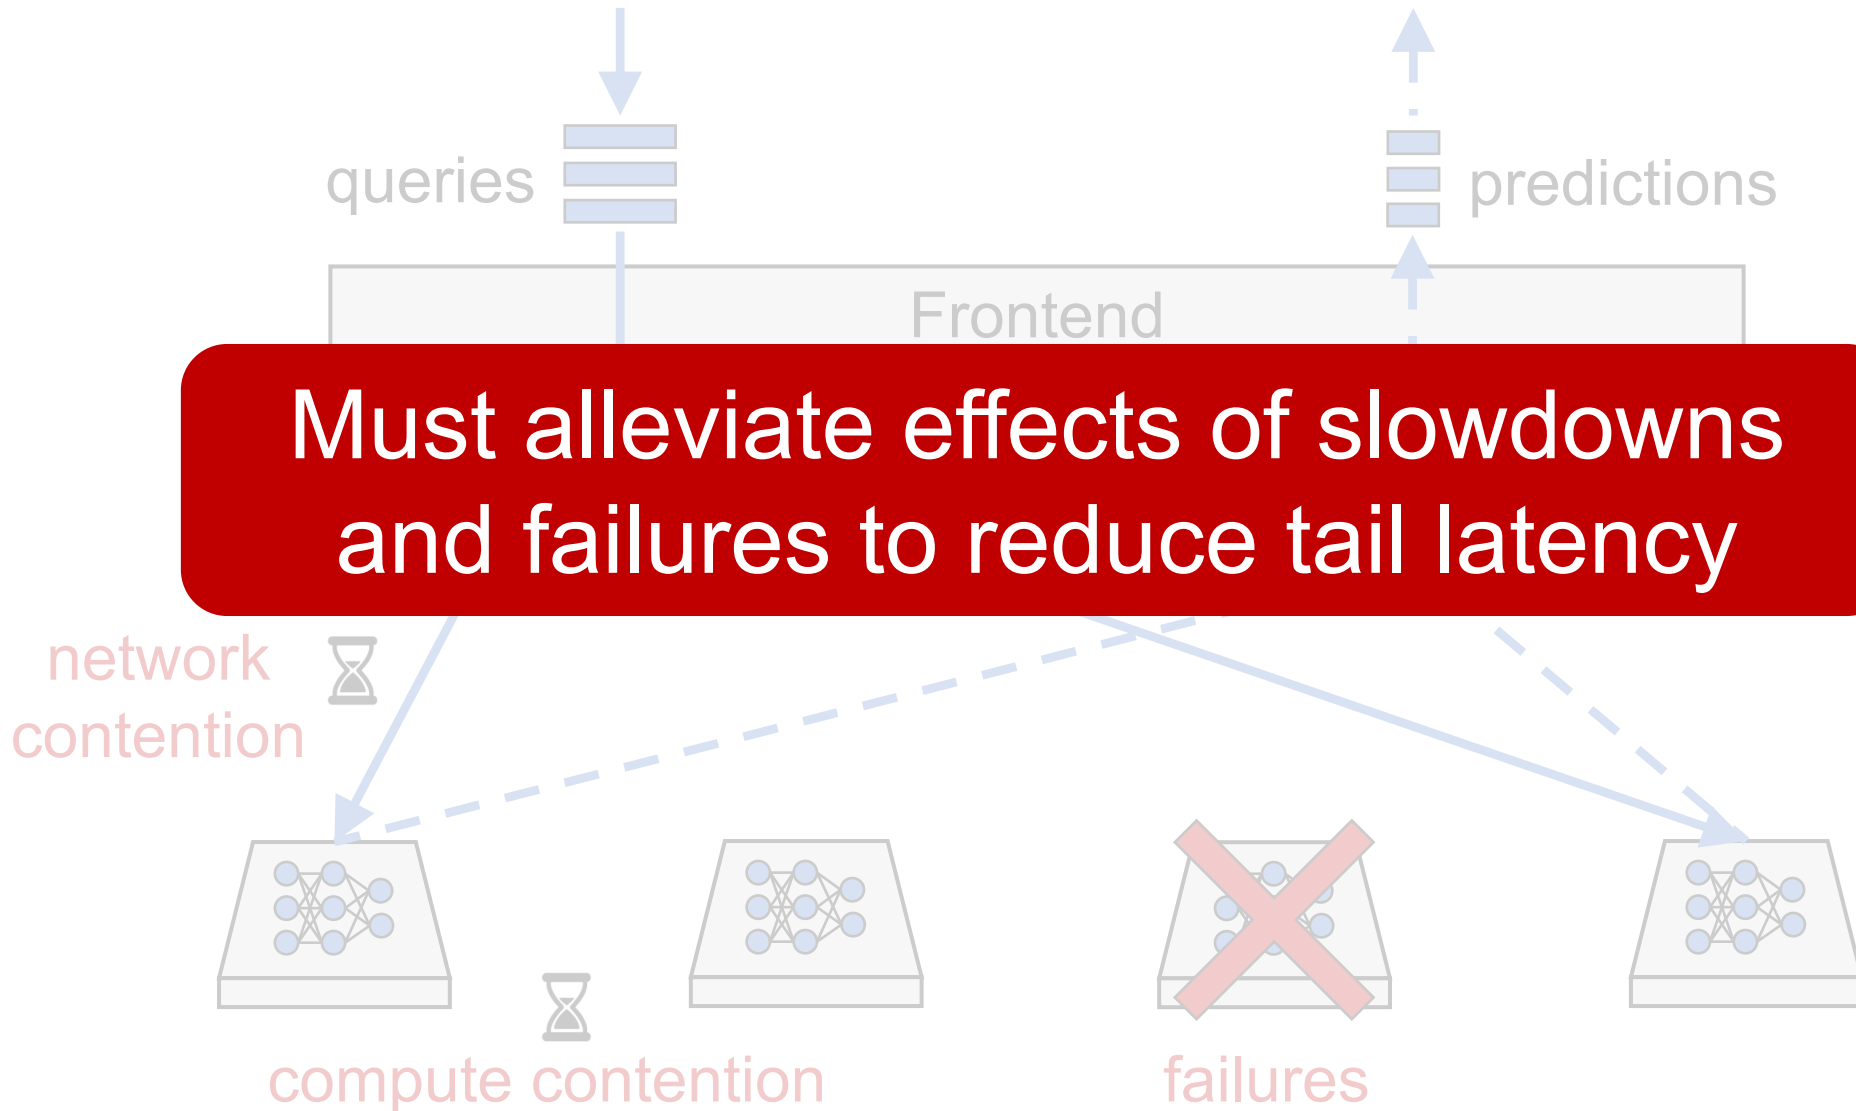 queries
predictions
Frontend
Must alleviate effects of slowdowns
and failures to reduce tail latency
network
contention
compute contention
failures